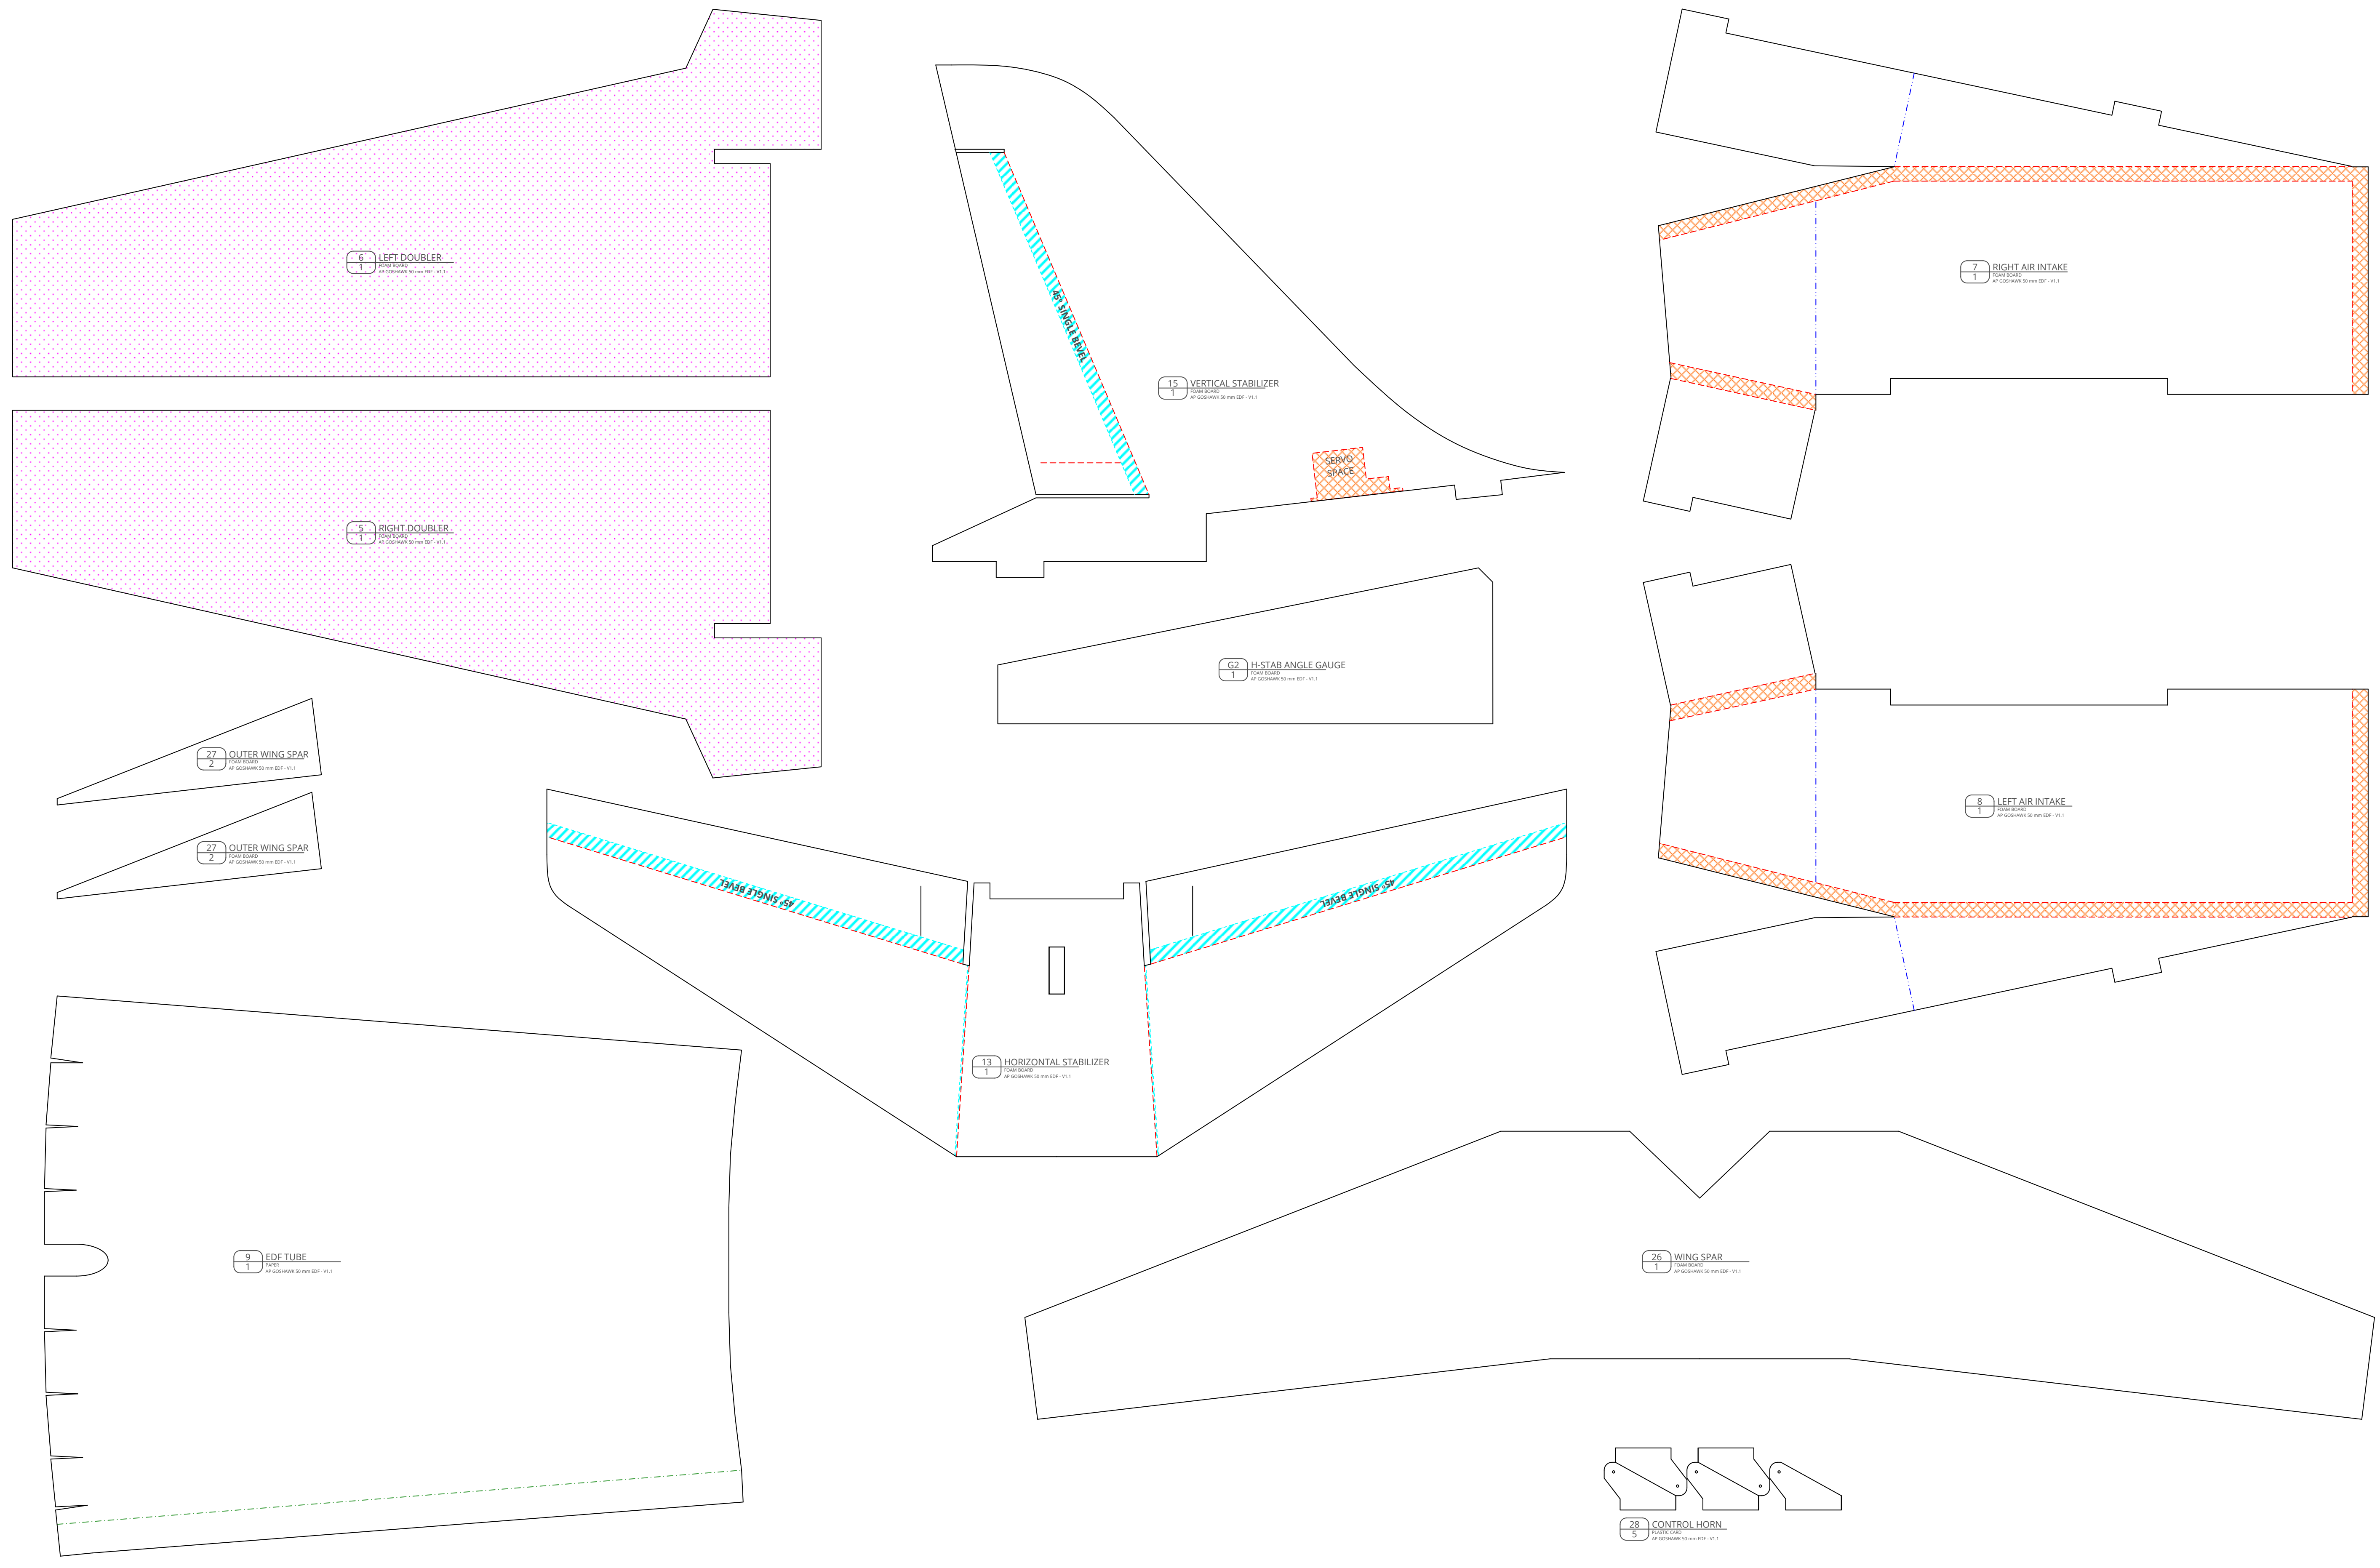 6 LEFT DOUBLER
1 FOAM BOARD
AP GOSHAWK 50 mm EDF - V1.1
5 RIGHT DOUBLER
1 FOAM BOARD
AP GOSHAWK 50 mm EDF - V1.1
27 OUTER WING SPAR
2 FOAM BOARD
AP GOSHAWK 50 mm EDF - V1.1
27 OUTER WING SPAR
2 FOAM BOARD
AP GOSHAWK 50 mm EDF - V1.1
9 EDF TUBE
1 PAPER
AP GOSHAWK 50 mm EDF - V1.1
45° SINGLE BEVEL
15 VERTICAL STABILIZER
1 FOAM BOARD
AP GOSHAWK 50 mm EDF - V1.1
SERVO
SPACE
G2 H-STAB ANGLE GAUGE
1 FOAM BOARD
AP GOSHAWK 50 mm EDF - V1.1
45° SINGLE BEVEL
45° SINGLE BEVEL
13 HORIZONTAL STABILIZER
1 FOAM BOARD
AP GOSHAWK 50 mm EDF - V1.1
7 RIGHT AIR INTAKE
1 FOAM BOARD
AP GOSHAWK 50 mm EDF - V1.1
8 LEFT AIR INTAKE
1 FOAM BOARD
AP GOSHAWK 50 mm EDF - V1.1
26 WING SPAR
1 FOAM BOARD
AP GOSHAWK 50 mm EDF - V1.1
28 CONTROL HORN
5 PLASTIC CARD
AP GOSHAWK 50 mm EDF - V1.1